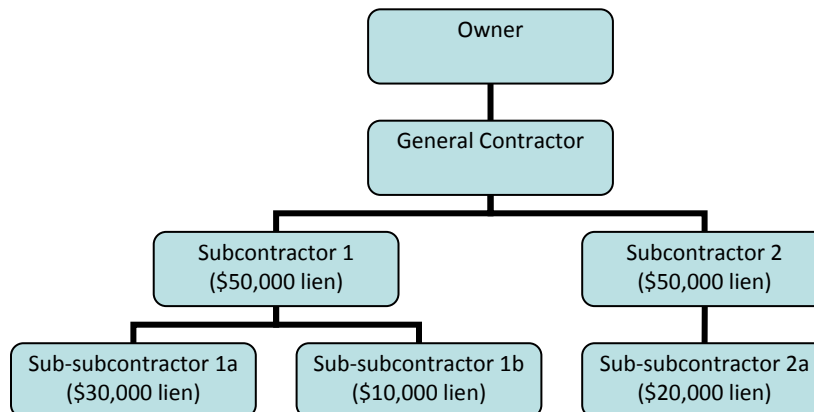 Owner
General Contractor
Subcontractor 1
($50,000 lien)
Subcontractor 2
($50,000 lien)
Sub-subcontractor 1a
($30,000 lien)
Sub-subcontractor 1b
($10,000 lien)
Sub-subcontractor 2a
($20,000 lien)